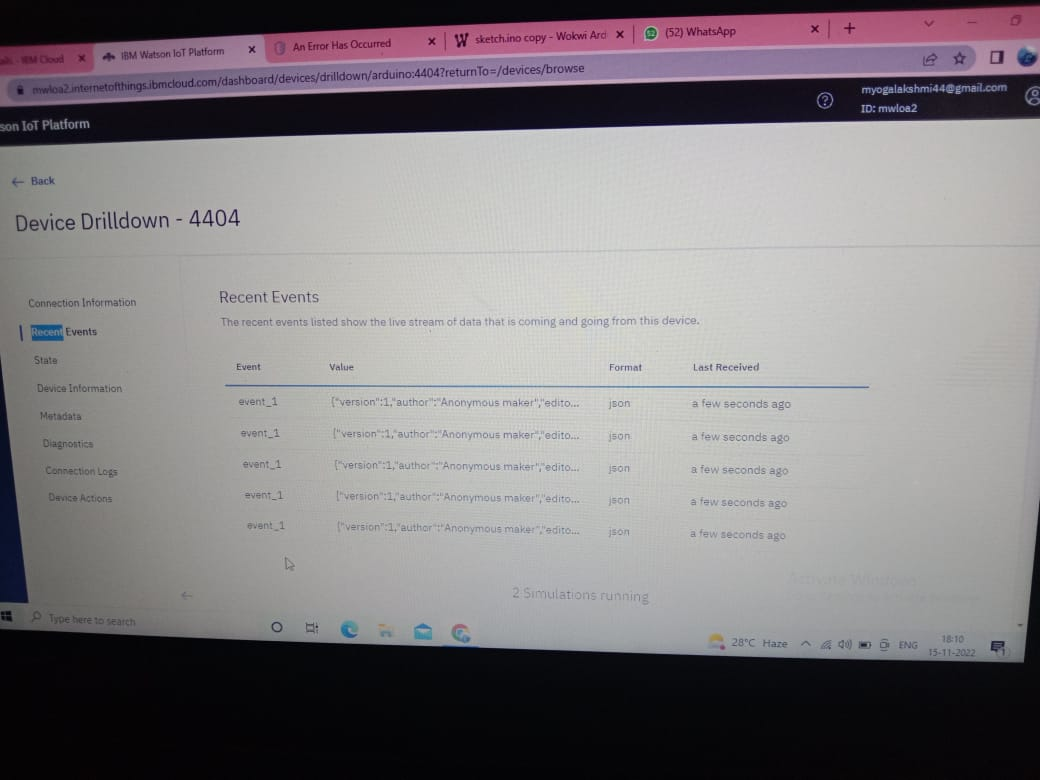 ails - IBM Cloud
IBM Watson IoT Platform
An Error Has Occurred
sketch.ino copy - Wokwi Ard
(52) WhatsApp
mwloa2.internetofthings.ibmcloud.com/dashboard/devices/drilldown/arduino:4404?returnTo=/devices/browse
son IoT Platform
myogalakshmi44@gmail.com
ID: mwloa2
Back
Device Drilldown - 4404
Connection Information
Recent Events
State
Device Information
Metadata
Diagnostics
Connection Logs
Device Actions
Recent Events
The recent events listed show the live stream of data that is coming and going from this device.
Event Value Format Last Received
event_1 {"version":1,"author":"Anonymous maker","edito... json a few seconds ago
event_1 {"version":1,"author":"Anonymous maker","edito... json a few seconds ago
event_1 {"version":1,"author":"Anonymous maker","edito... json a few seconds ago
event_1 {"version":1,"author":"Anonymous maker","edito... json a few seconds ago
event_1 {"version":1,"author":"Anonymous maker","edito... json a few seconds ago
2 Simulations running
Activate Windows
Type here to search
28°C Haze
ENG
18:10
15-11-2022
1